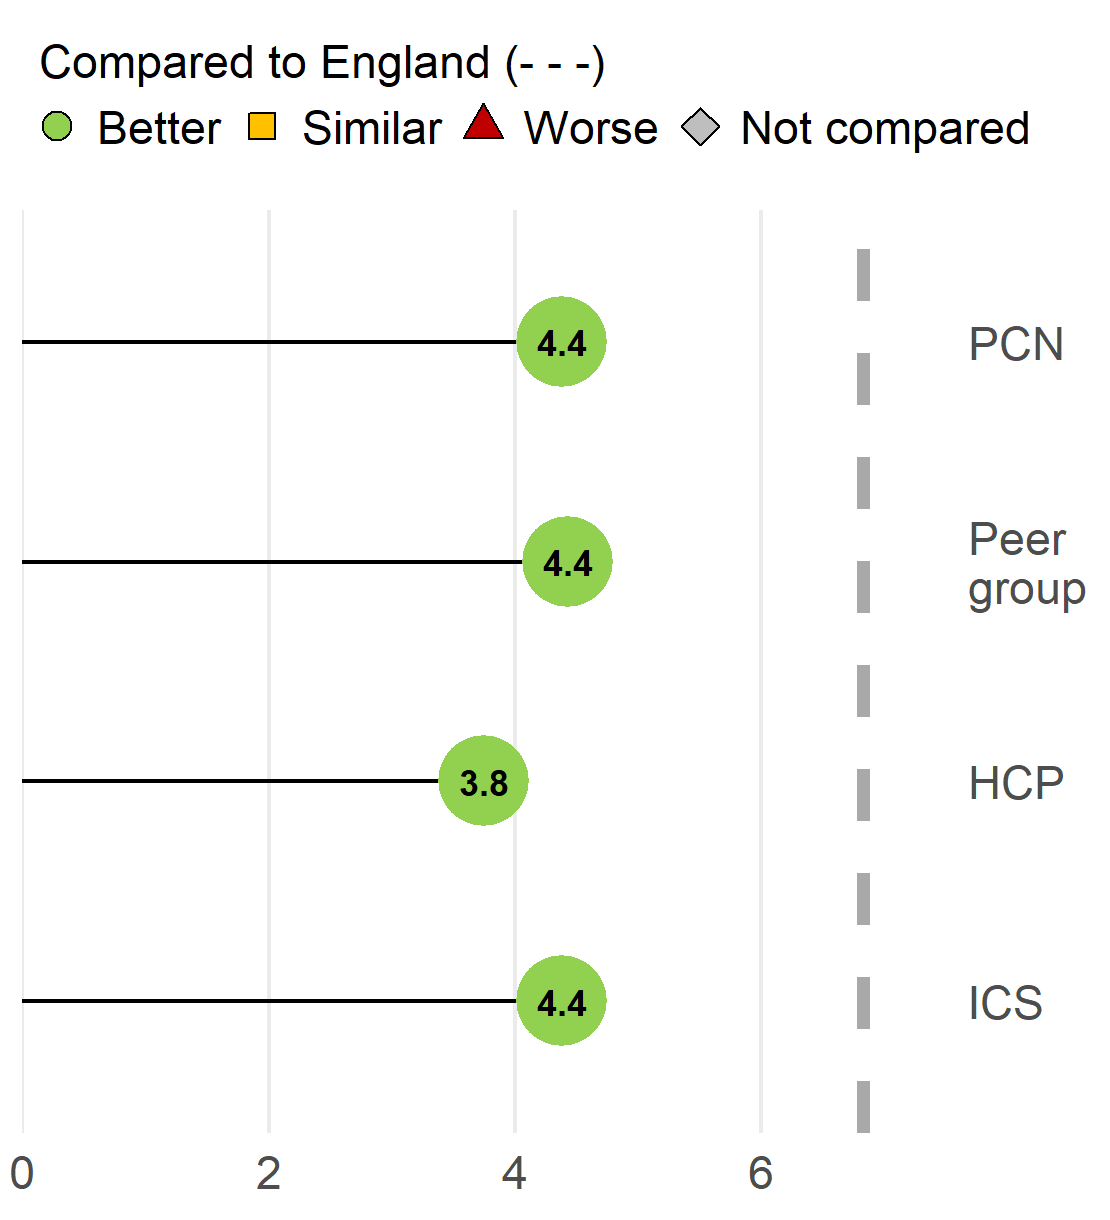 Compared to England (- - -)
Better Similar Worse Not compared
4.4 PCN
4.4 Peer
group
3.8 HCP
4.4 ICS
0 2 4 6